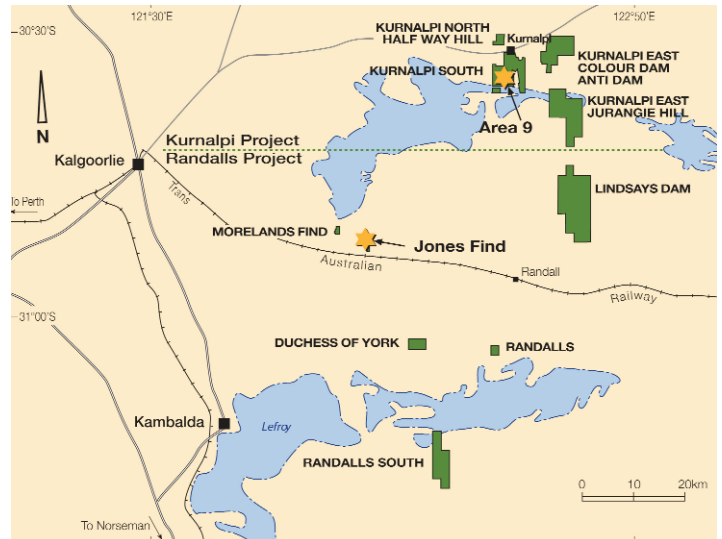 121°30'
122°50'
30°30S
KURNALPI NORTH
HALF WAY HILL
Kurnalpi
KURNALPI EAST
COLOUR DAM
ANTI DAM
KURNALPI SOUTH
KURNALPI EAST
JURANGIE HILL
N
Area 9
Kurnalpi Project
Randalls Project
Kalgoorlie
Trans
LINDSAYS DAM
To Perth
MORELANDS FIND
Jones Find
Australian
Randall
Railway
31°00S
DUCHESS OF YORK
RANDALLS
Kambalda
Lefroy
RANDALLS SOUTH
0 10 20km
To Norseman